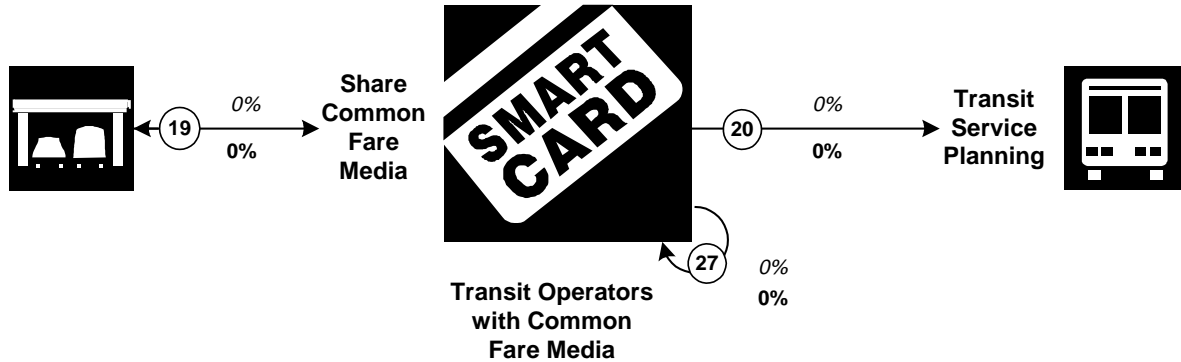 Share
Common
Fare
Media
19
0%
0%
SMART
CARD
20
0%
0%
Transit
Service
Planning
27
0%
0%
Transit Operators
with Common
Fare Media